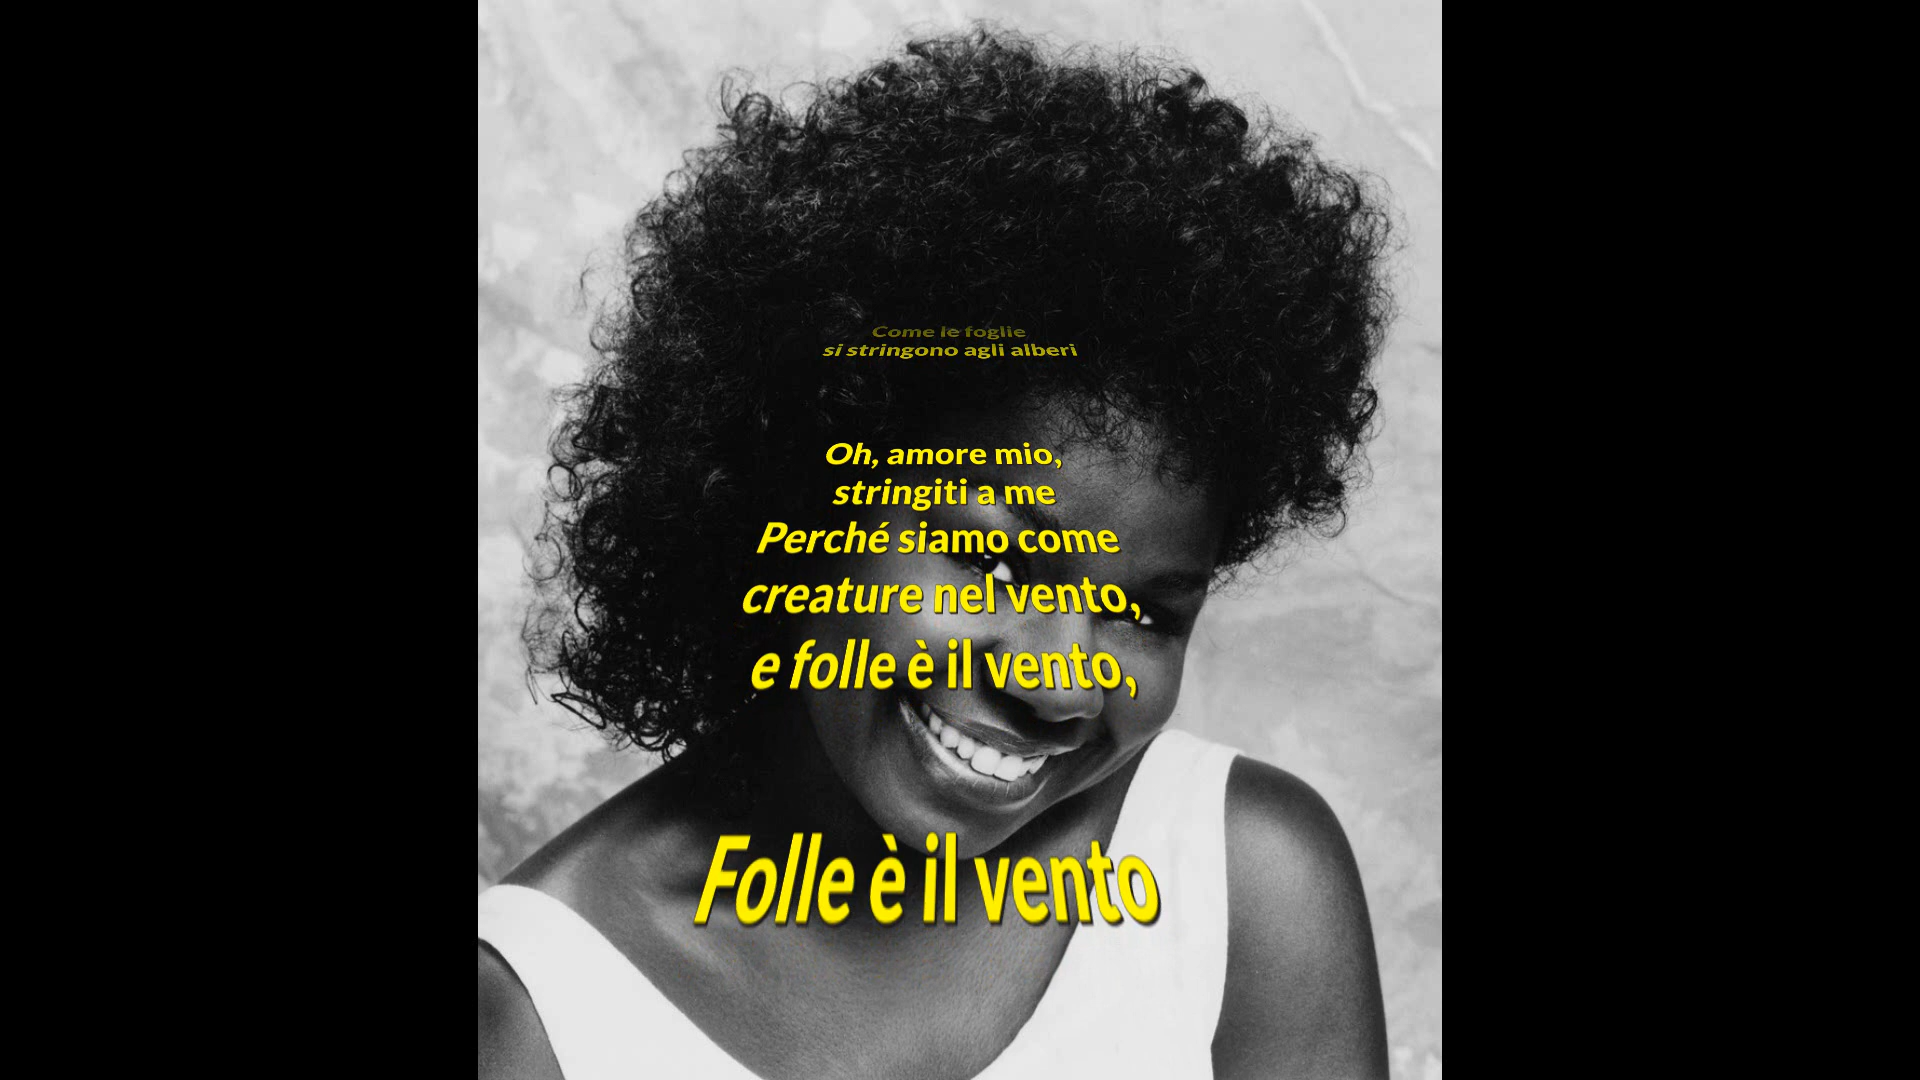 Come le foglie
si stringono agli alberi
Oh, amore mio,
stringiti a me
Perché siamo come
creature nel vento,
e folle è il vento,
Folle è il vento